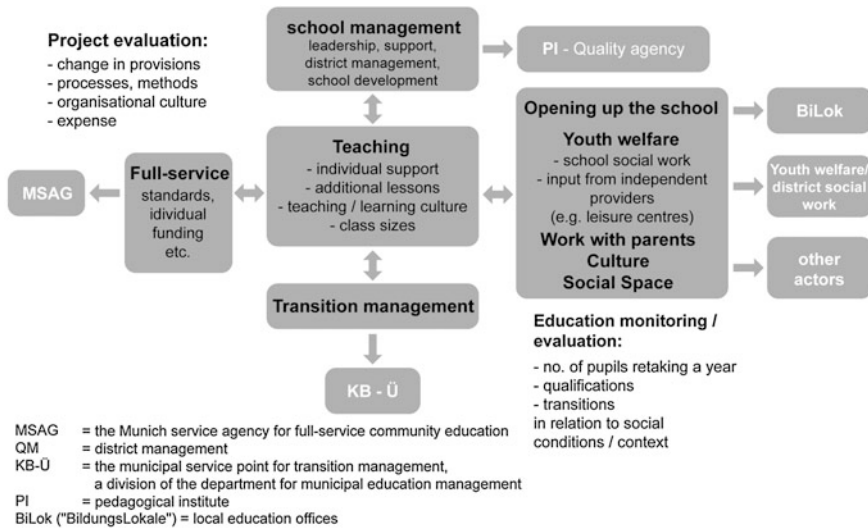 Project evaluation:
- change in provisions
- processes, methods
- organisational culture
- expense
school management
leadership, support,
district management,
school development
PI - Quality agency
MSAG
Full-service
standards,
idividual
funding
etc.
Teaching
- individual support
- additional lessons
- teaching / learning culture
- class sizes
Opening up the school
Youth welfare
- school social work
- input from independent
providers
(e.g. leisure centres)
Work with parents
Culture
Social Space
BiLok
Youth welfare/
district social
work
other
actors
Transition management
KB - Ü
Education monitoring /
evaluation:
- no. of pupils retaking a year
- qualifications
- transitions
in relation to social
conditions / context
MSAG = the Munich service agency for full-service community education
QM = district management
KB-Ü = the municipal service point for transition management,
a division of the department for municipal education management
PI = pedagogical institute
BiLok ("BildungsLokale") = local education offices